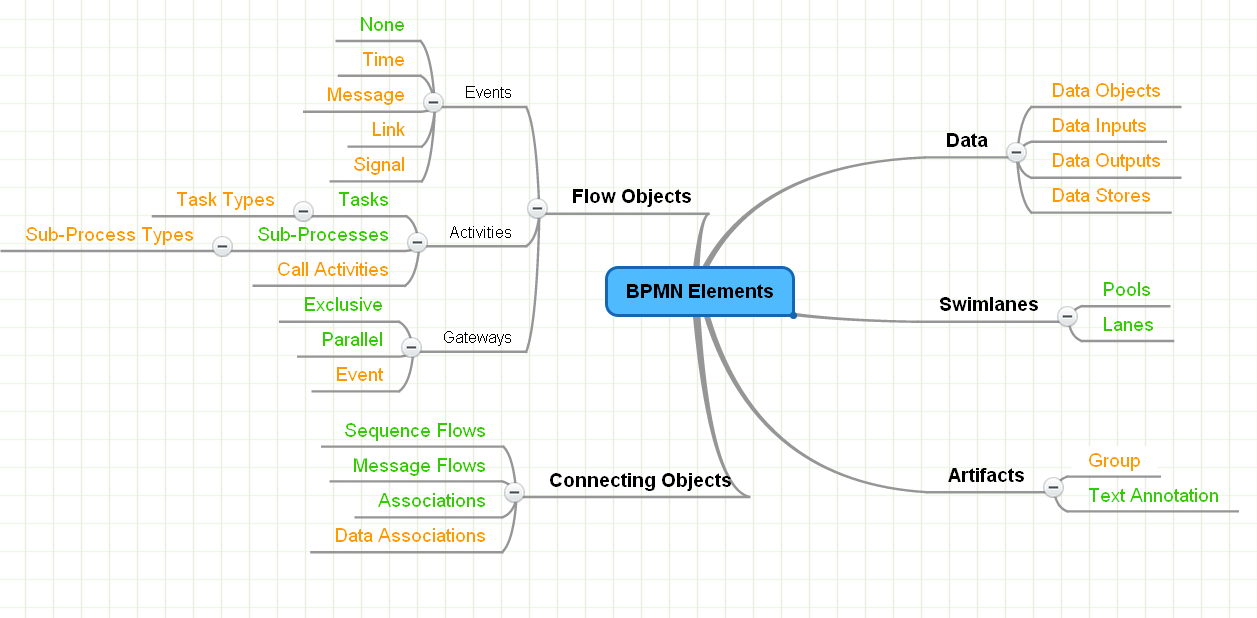 BPMN Elements
Flow Objects
Events
None
Time
Message
Link
Signal
Activities
Tasks
Task Types
Sub-Processes
Sub-Process Types
Call Activities
Gateways
Exclusive
Parallel
Event
Connecting Objects
Sequence Flows
Message Flows
Associations
Data Associations
Data
Data Objects
Data Inputs
Data Outputs
Data Stores
Swimlanes
Pools
Lanes
Artifacts
Group
Text Annotation